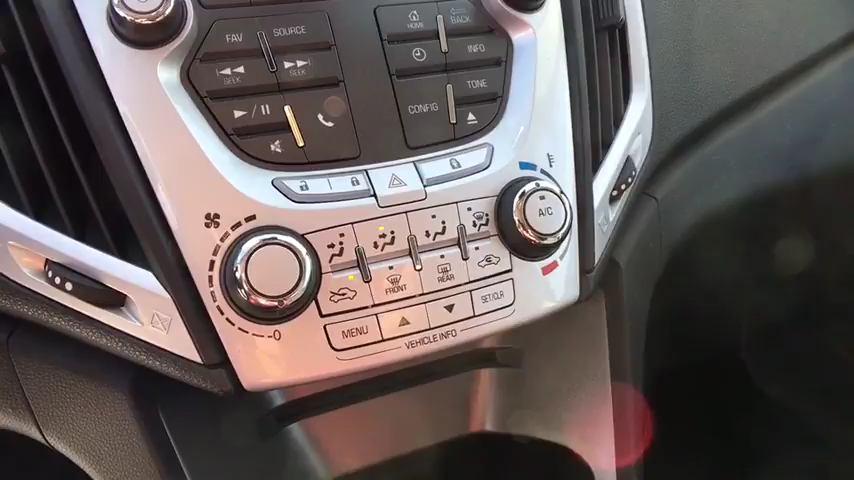 FAV
SOURCE
HOME
BACK
SEEK
SEEK
INFO
CONFIG
TONE
A/C
FRONT
REAR
MENU
SET/CLR
VEHICLE INFO
0